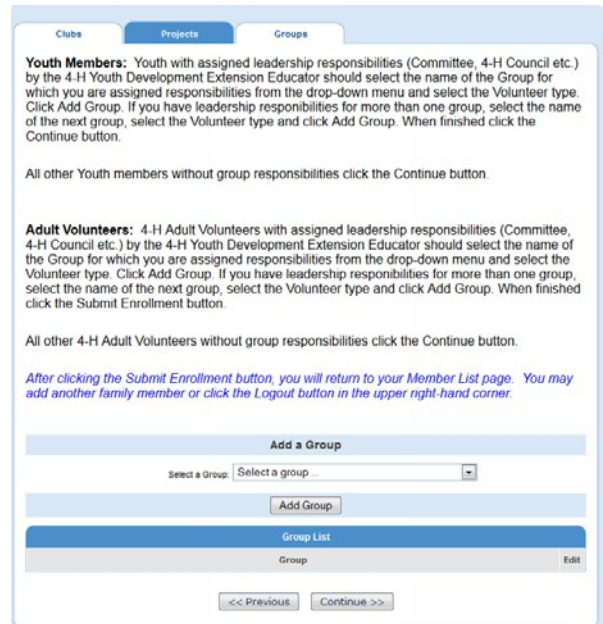 Clubs Projects Groups
Youth Members: Youth with assigned leadership responsibilities (Committee, 4-H Council etc.)
by the 4-H Youth Development Extension Educator should select the name of the Group for
which you are assigned responsibilities from the drop-down menu and select the Volunteer type.
Click Add Group. If you have leadership responibilities for more than one group, select the name
of the next group, select the Volunteer type and click Add Group. When finished click the
Continue button.
All other Youth members without group responsibilities click the Continue button.
Adult Volunteers: 4-H Adult Volunteers with assigned leadership responsibilities (Committee,
4-H Council etc.) by the 4-H Youth Development Extension Educator should select the name of
the Group for which you are assigned responsibilities from the drop-down menu and select the
Volunteer type. Click Add Group. If you have leadership responibilities for more than one group,
select the name of the next group, select the Volunteer type and click Add Group. When finished
click the Submit Enrollment button.
All other 4-H Adult Volunteers without group responsibilities click the Continue button.
After clicking the Submit Enrollment button, you will return to your Member List page. You may
add another family member or click the Logout button in the upper right-hand corner.
Add a Group
Select a Group: Select a group ...
Add Group
Group List
Group Edit
<< Previous Continue >>